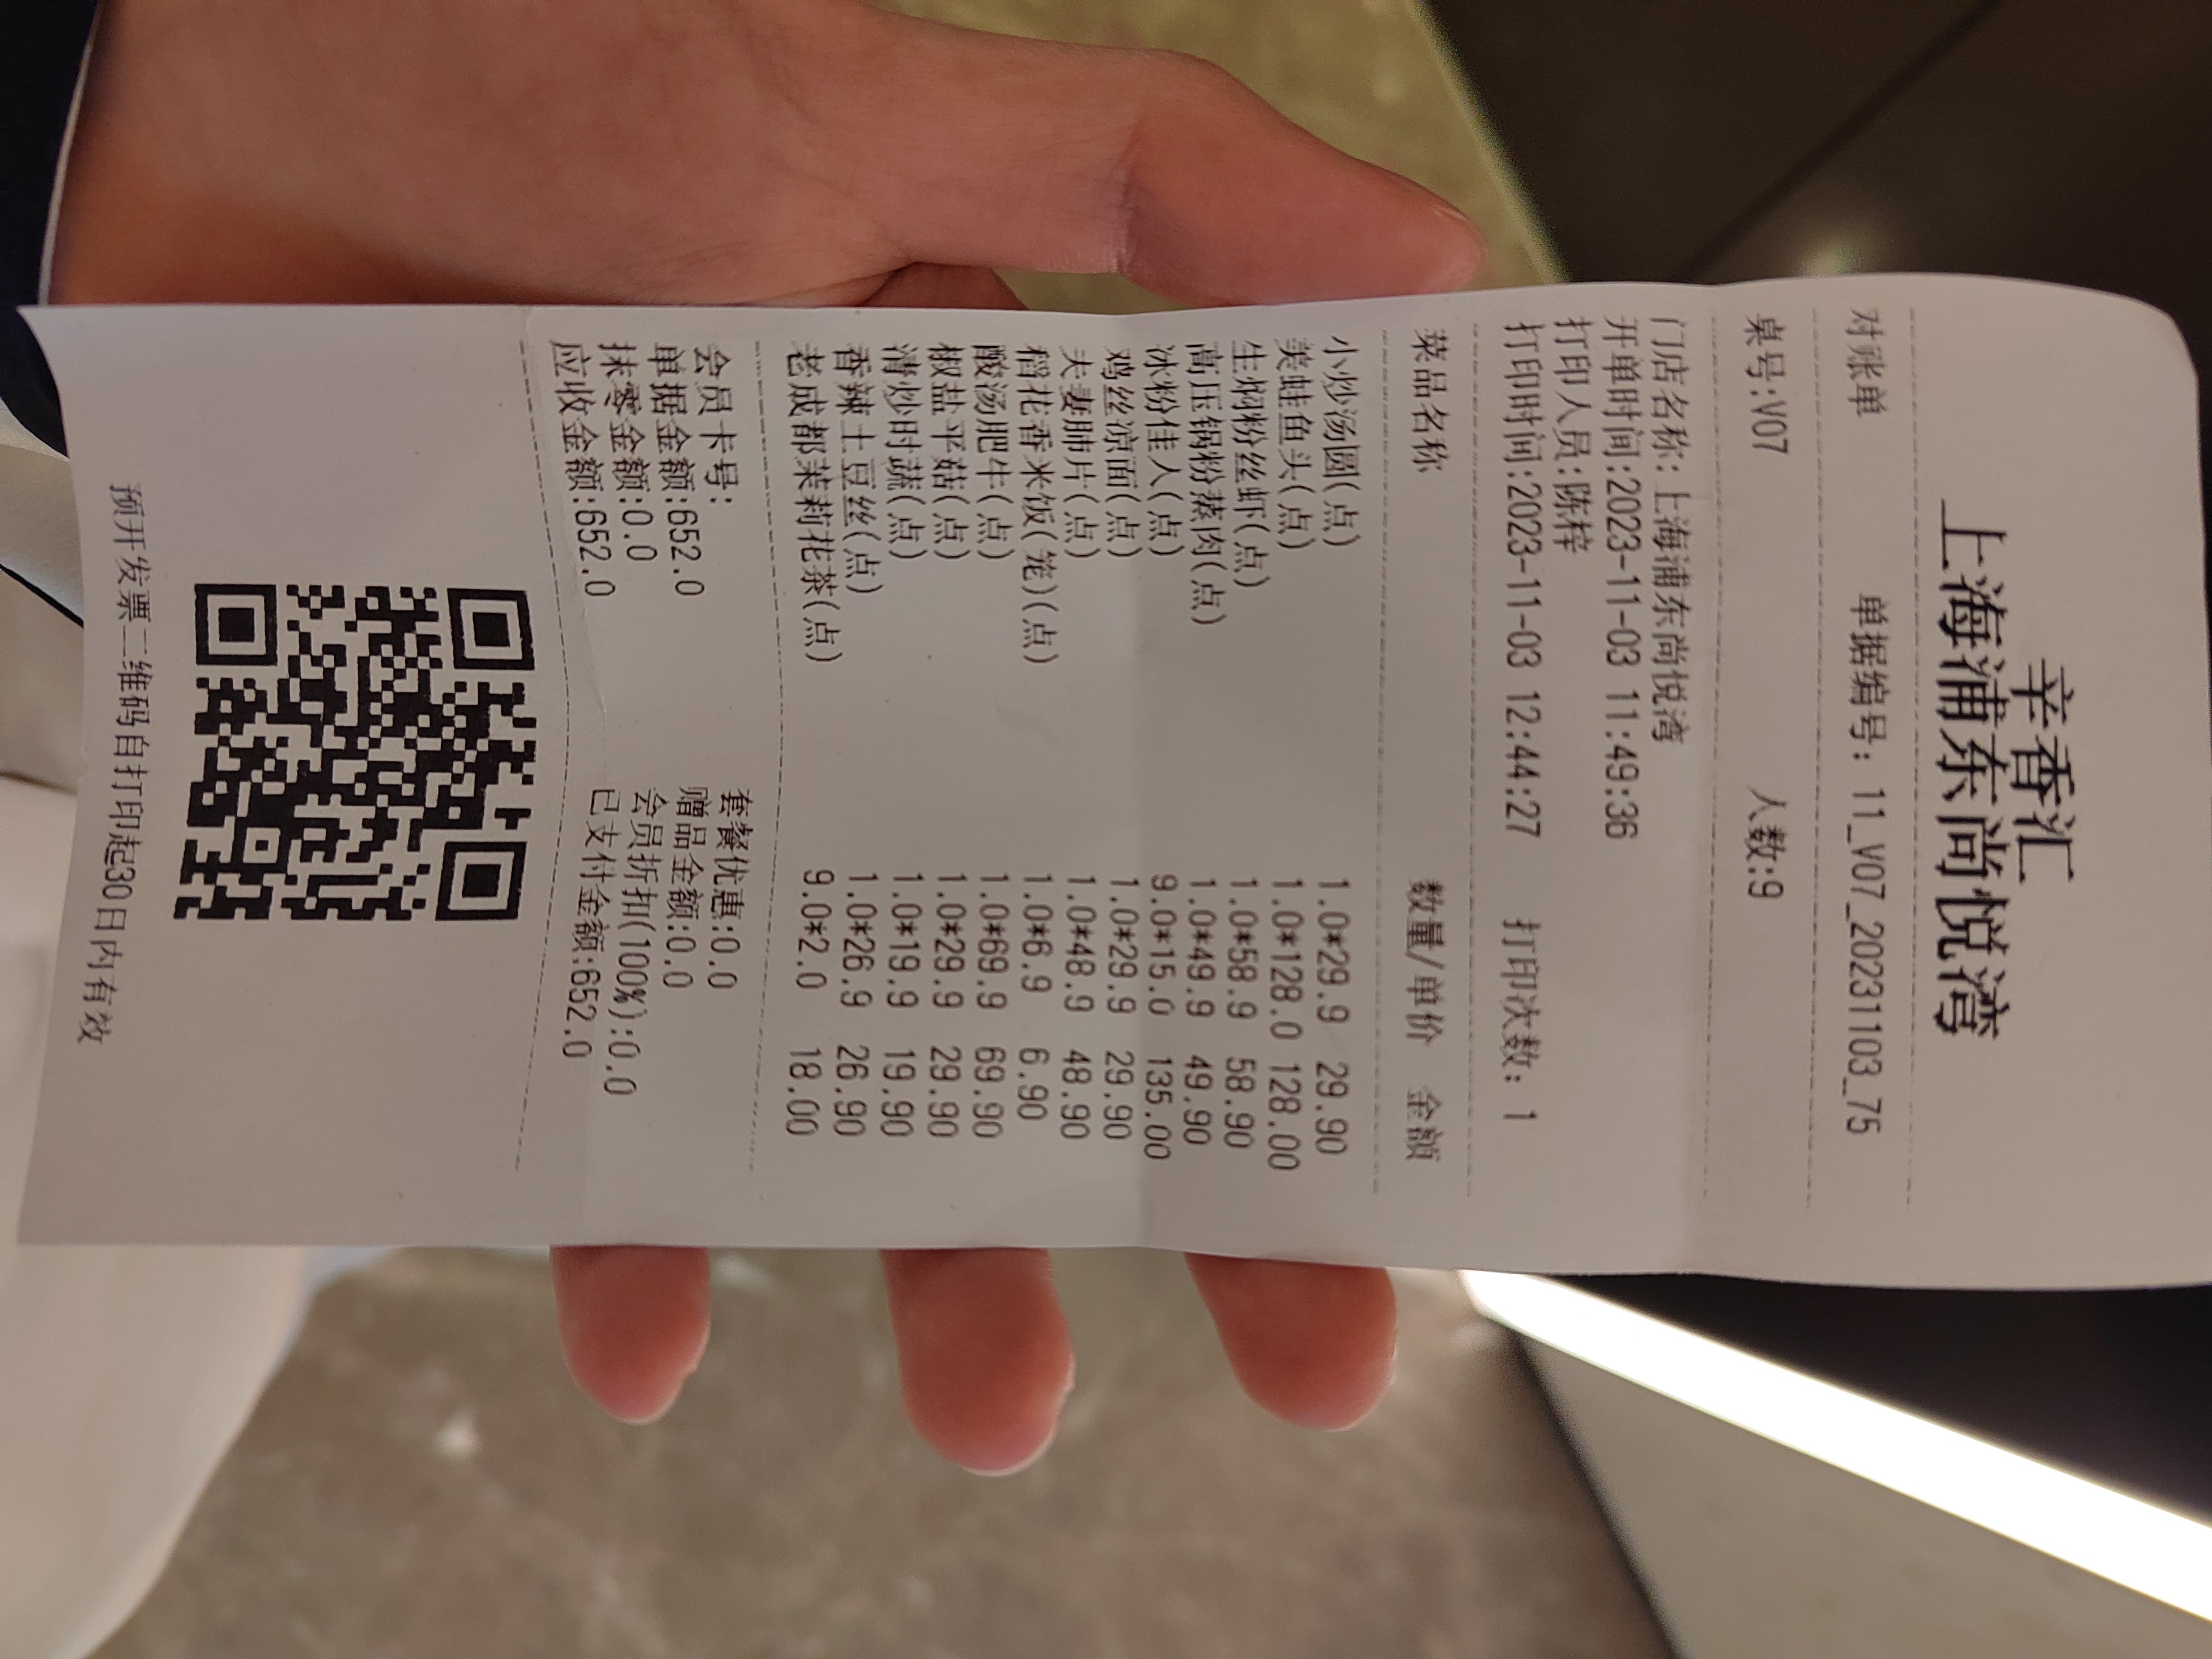 辛香汇
上海浦东尚悦湾
对账单 单据编号: 11_V07_20231103_75
桌号:V07 人数:9
门店名称: 上海浦东尚悦湾
开单时间:2023-11-03 11:49:36
打印人员:陈梓
打印时间:2023-11-03 12:44:27 打印次数: 1
菜品名称 数量/单价 金额
小炒汤圆(点) 1.0*29.9 29.90
美蛙鱼头(点) 1.0*128.0 128.00
生焖粉丝虾(点) 1.0*58.9 58.90
高压锅粉蒸肉(点) 1.0*49.9 49.90
冰粉佳人(点) 9.0*15.0 135.00
鸡丝凉面(点) 1.0*29.9 29.90
夫妻肺片(点) 1.0*48.9 48.90
稻花香米饭(笼)(点) 1.0*6.9 6.90
酸汤肥牛(点) 1.0*69.9 69.90
椒盐平菇(点) 1.0*29.9 29.90
清炒时蔬(点) 1.0*19.9 19.90
香辣土豆丝(点) 1.0*26.9 26.90
老成都茉莉花茶(点) 9.0*2.0 18.00
会员卡号: 套餐优惠:0.0
单据金额:652.0 赠品金额:0.0
抹零金额:0.0 会员折扣(100%):0.0
应收金额:652.0 已支付金额:652.0
预开发票二维码自打印起30日内有效